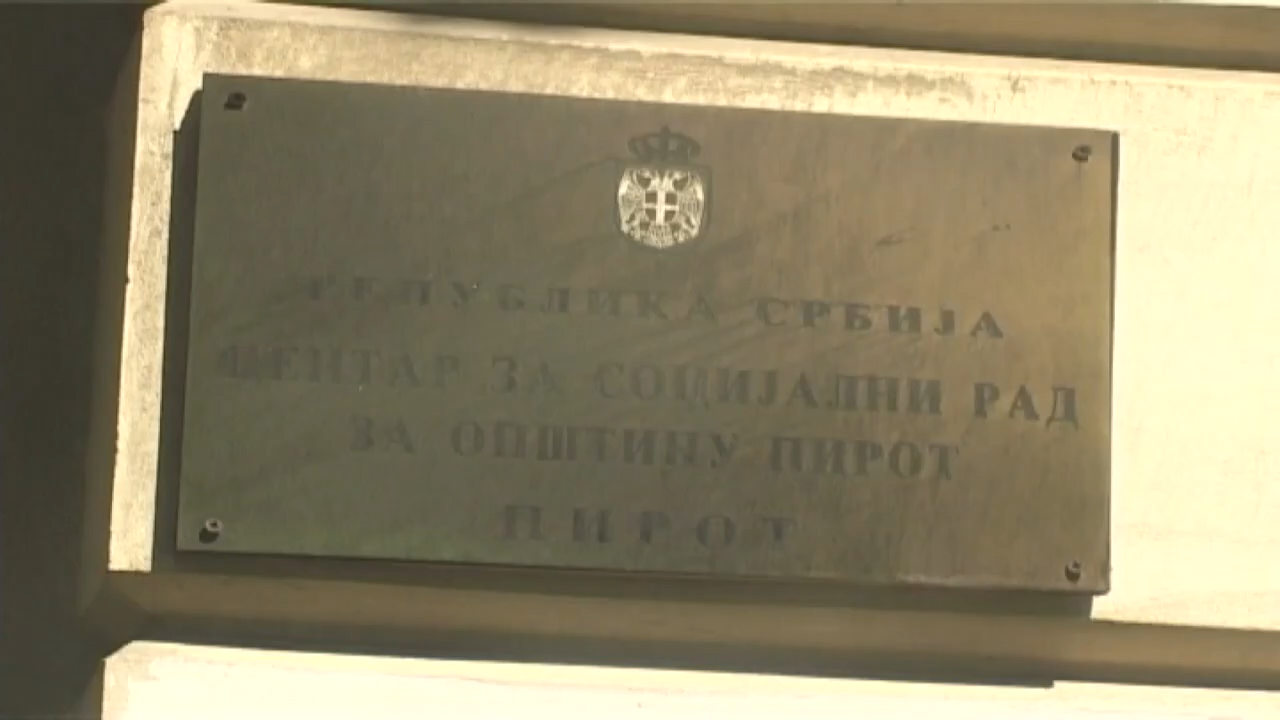 РЕПУБЛИКА СРБИЈА
ЦЕНТАР ЗА СОЦИЈАЛНИ РАД
ЗА ОПШТИНУ ПИРОТ
ПИРОТ